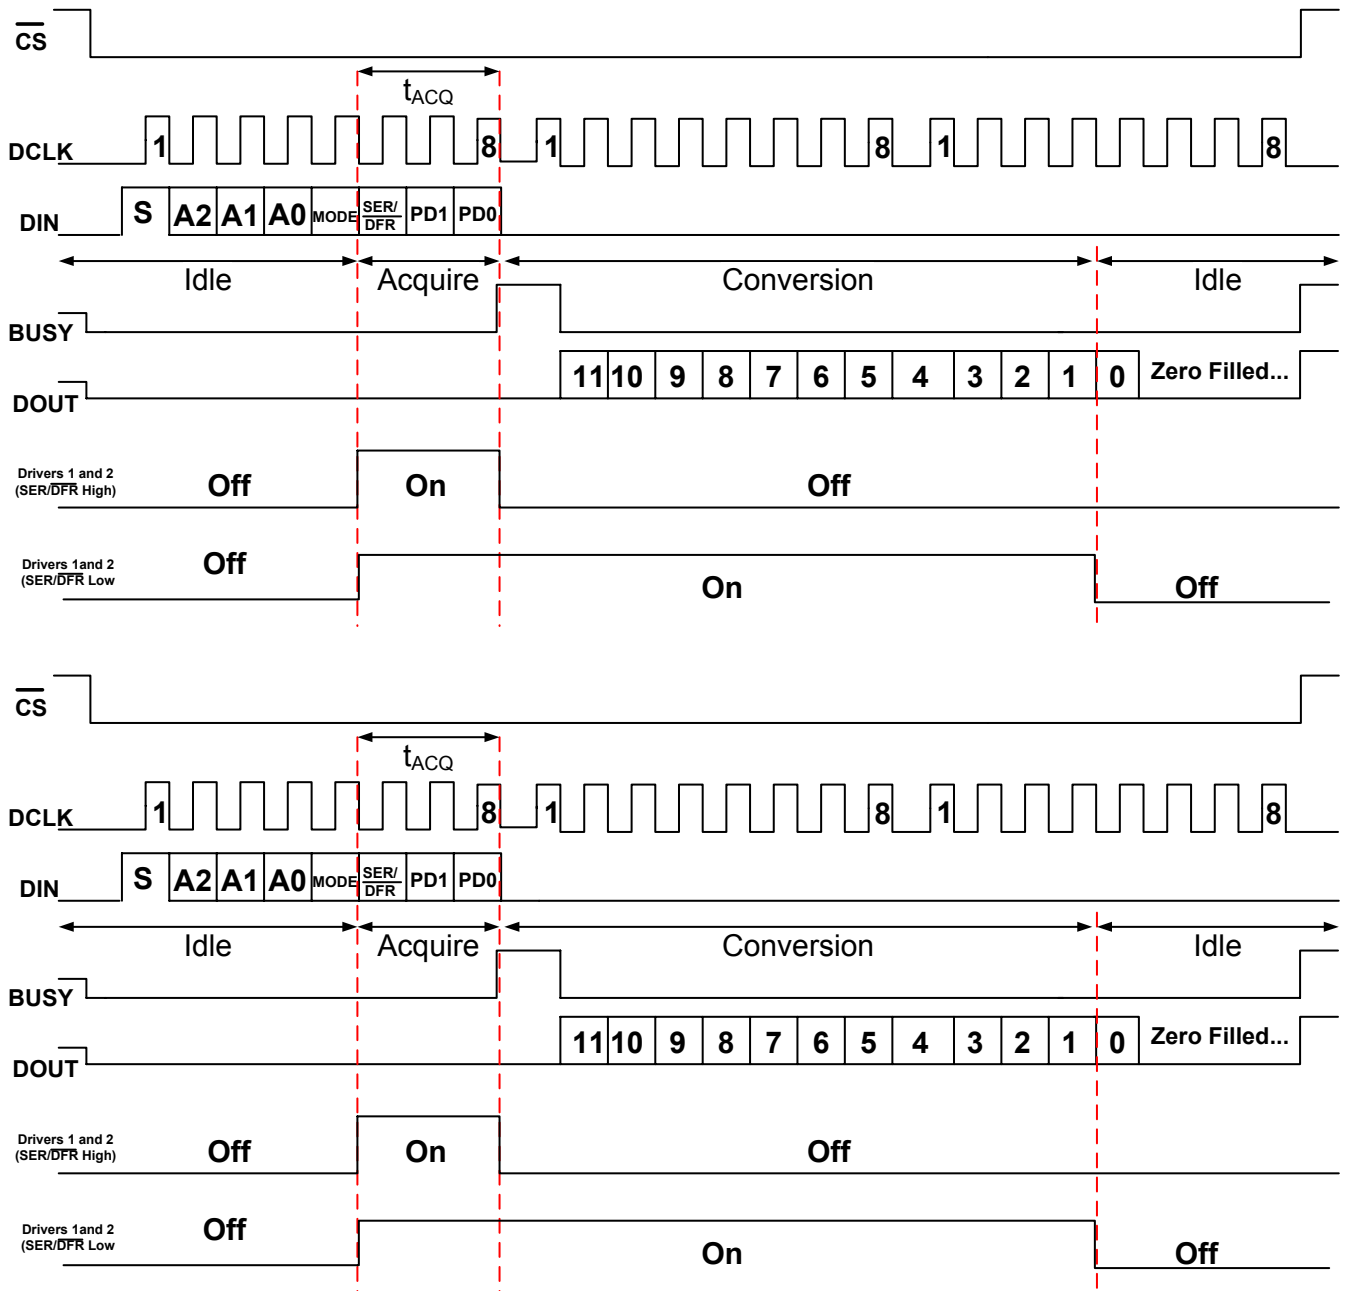 CS
tACQ
DCLK 1 8 1 8 1 8
DIN S A2 A1 A0 MODE SER/DFR PD1 PD0
Idle Acquire Conversion Idle
BUSY
DOUT 11 10 9 8 7 6 5 4 3 2 1 0 Zero Filled...
Drivers 1 and 2
(SER/DFR High) Off On Off
Drivers 1and 2
(SER/DFR Low Off On Off
CS
tACQ
DCLK 1 8 1 8 1 8
DIN S A2 A1 A0 MODE SER/DFR PD1 PD0
Idle Acquire Conversion Idle
BUSY
DOUT 11 10 9 8 7 6 5 4 3 2 1 0 Zero Filled...
Drivers 1 and 2
(SER/DFR High) Off On Off
Drivers 1and 2
(SER/DFR Low Off On Off